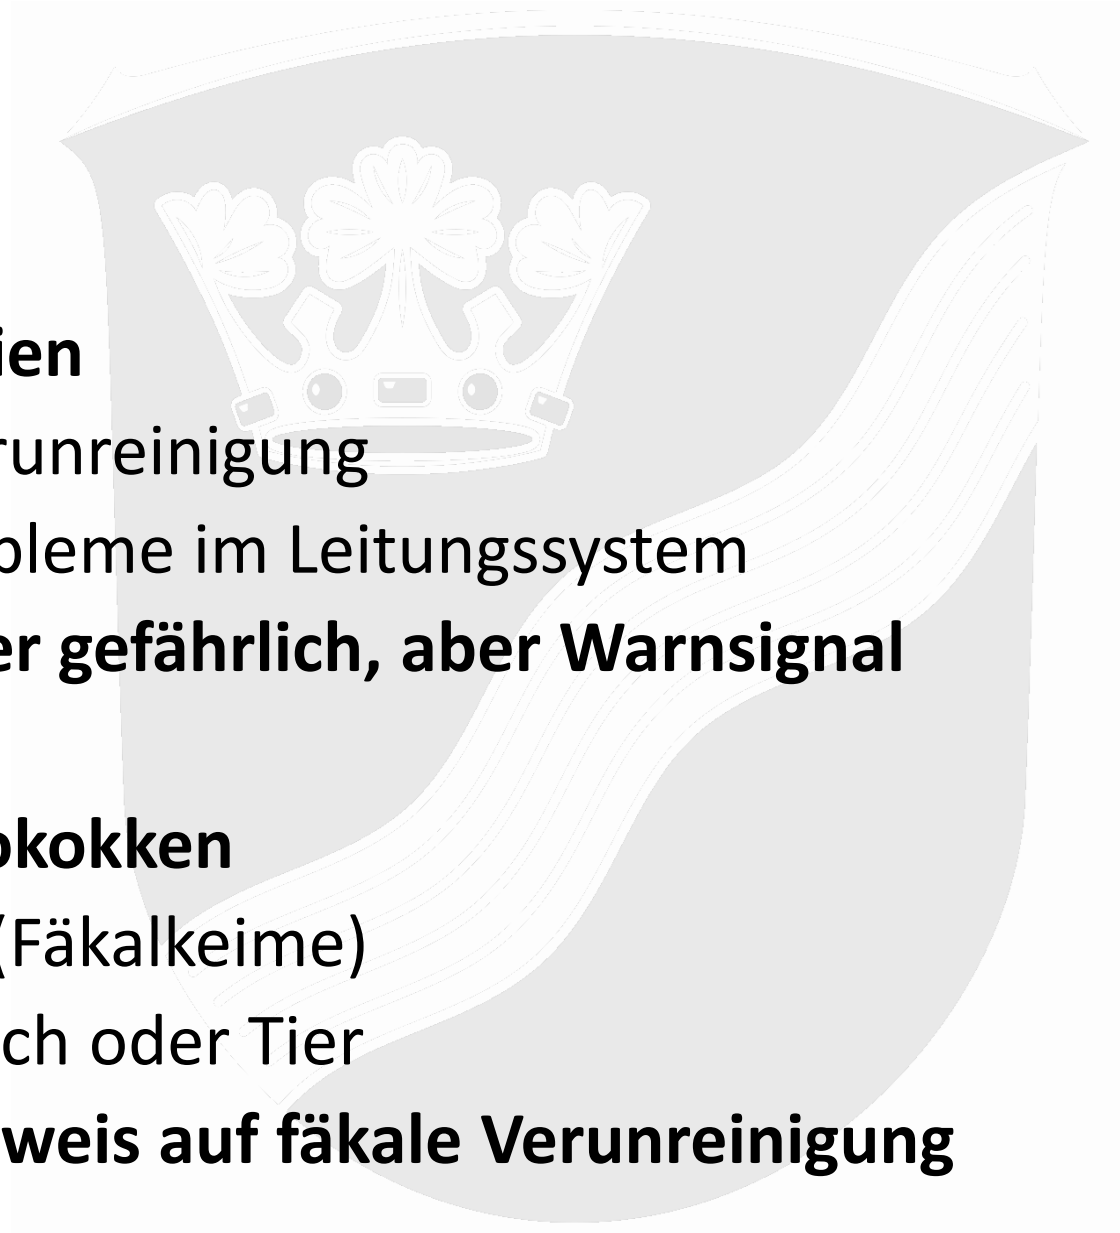 ien
runreinigung
bleme im Leitungssystem
er gefährlich, aber Warnsignal
okokken
(Fäkalkeime)
ch oder Tier
weis auf fäkale Verunreinigung